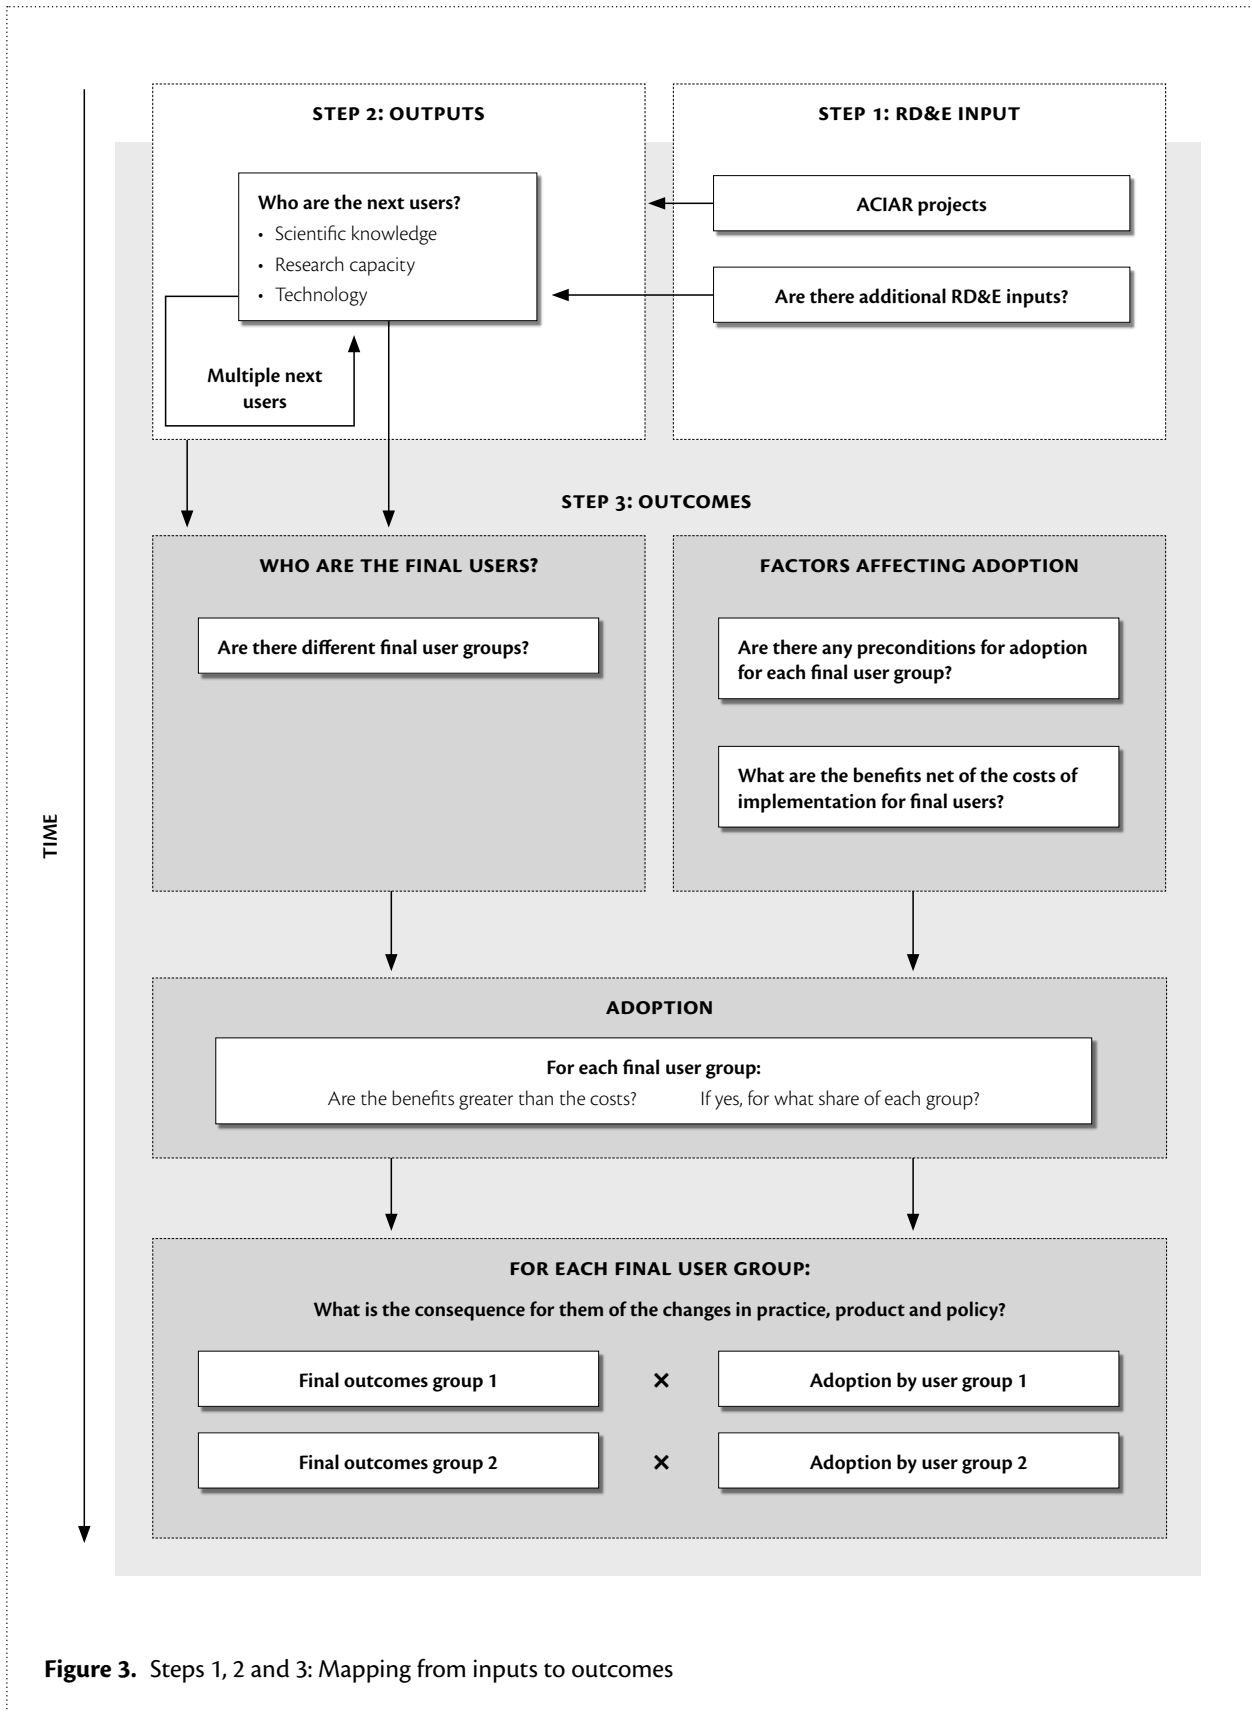 STEP 2: OUTPUTS
Who are the next users?
• Scientific knowledge
• Research capacity
• Technology
Multiple next
users
STEP 1: RD&E INPUT
ACIAR projects
Are there additional RD&E inputs?
STEP 3: OUTCOMES
WHO ARE THE FINAL USERS?
Are there different final user groups?
FACTORS AFFECTING ADOPTION
Are there any preconditions for adoption
for each final user group?
What are the benefits net of the costs of
implementation for final users?
TIME
ADOPTION
For each final user group:
Are the benefits greater than the costs? If yes, for what share of each group?
FOR EACH FINAL USER GROUP:
What is the consequence for them of the changes in practice, product and policy?
Final outcomes group 1 × Adoption by user group 1
Final outcomes group 2 × Adoption by user group 2
Figure 3. Steps 1, 2 and 3: Mapping from inputs to outcomes